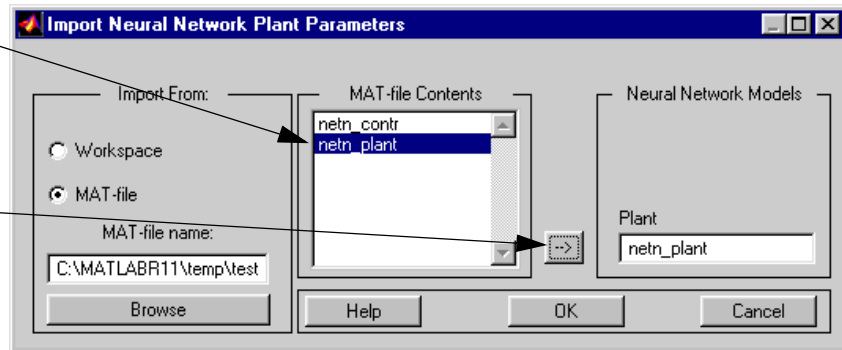 Import Neural Network Plant Parameters
Import From:
Workspace
MAT-file
MAT-file name:
C:\MATLABR11\temp\test
Browse
MAT-file Contents
netn_contr
netn_plant
-->
Neural Network Models
Plant
netn_plant
Help
OK
Cancel